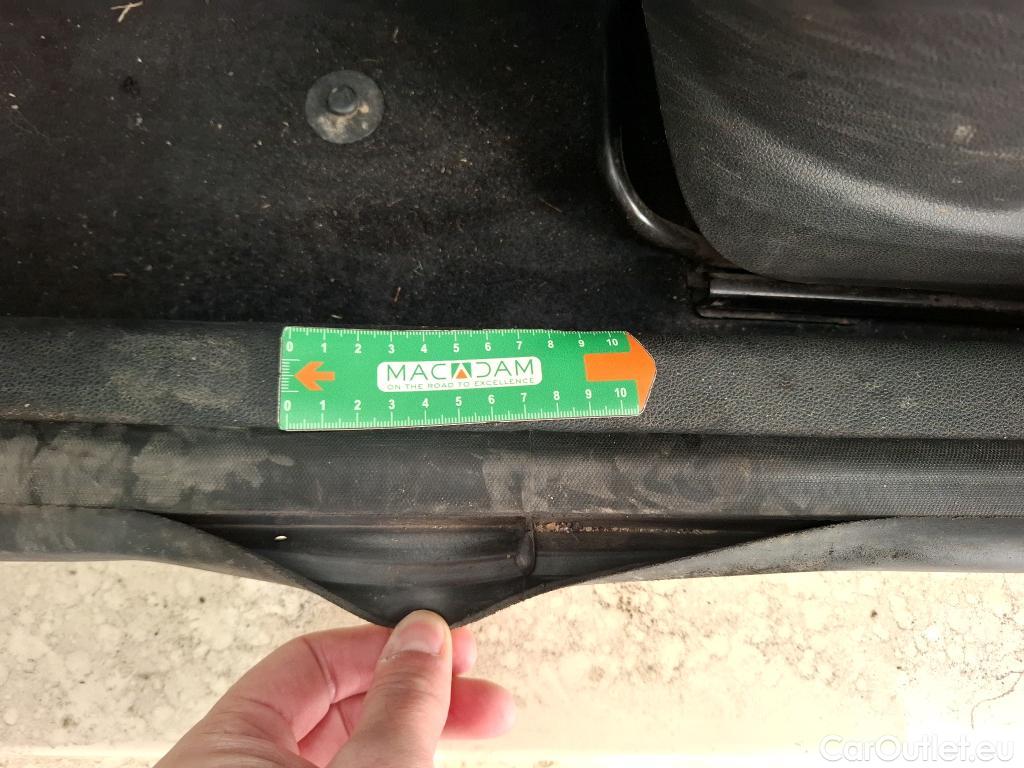 0 1 2 3 4 5 6 7 8 9 10
MACADAM
ON THE ROAD TO EXCELLENCE
0 1 2 3 4 5 6 7 8 9 10
CarOutlet.eu